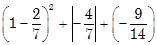 (1 - 2/7)² + |-4/7| + (-9/14)